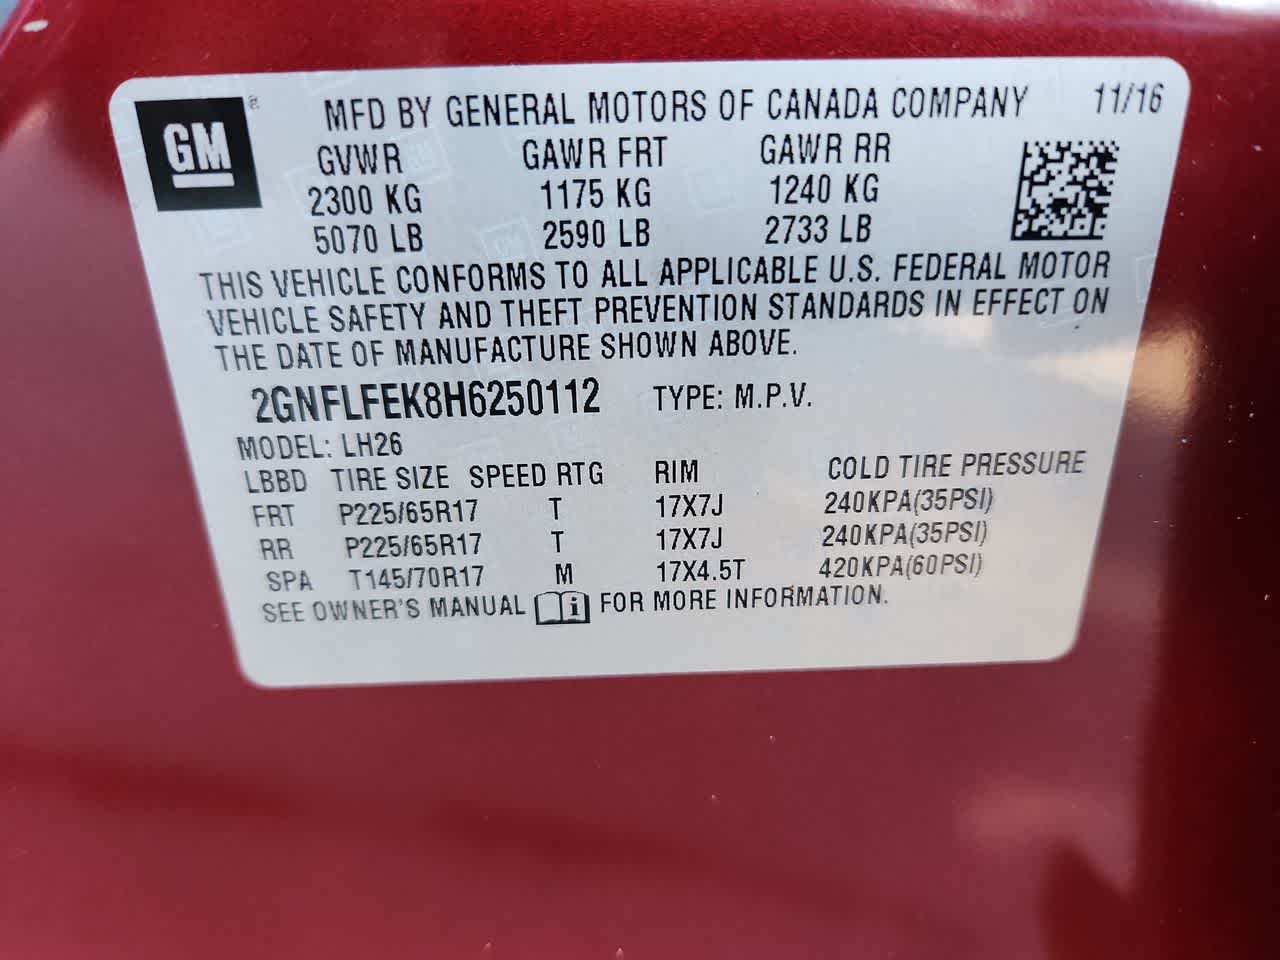 GM ® MFD BY GENERAL MOTORS OF CANADA COMPANY 11/16
GVWR GAWR FRT GAWR RR
2300 KG 1175 KG 1240 KG
5070 LB 2590 LB 2733 LB
THIS VEHICLE CONFORMS TO ALL APPLICABLE U.S. FEDERAL MOTOR
VEHICLE SAFETY AND THEFT PREVENTION STANDARDS IN EFFECT ON
THE DATE OF MANUFACTURE SHOWN ABOVE.
2GNFLFEK8H6250112 TYPE: M.P.V.
MODEL: LH26
LBBD TIRE SIZE SPEED RTG RIM COLD TIRE PRESSURE
FRT P225/65R17 T 17X7J 240KPA(35PSI)
RR P225/65R17 T 17X7J 240KPA(35PSI)
SPA T145/70R17 M 17X4.5T 420KPA(60PSI)
SEE OWNER'S MANUAL i FOR MORE INFORMATION.